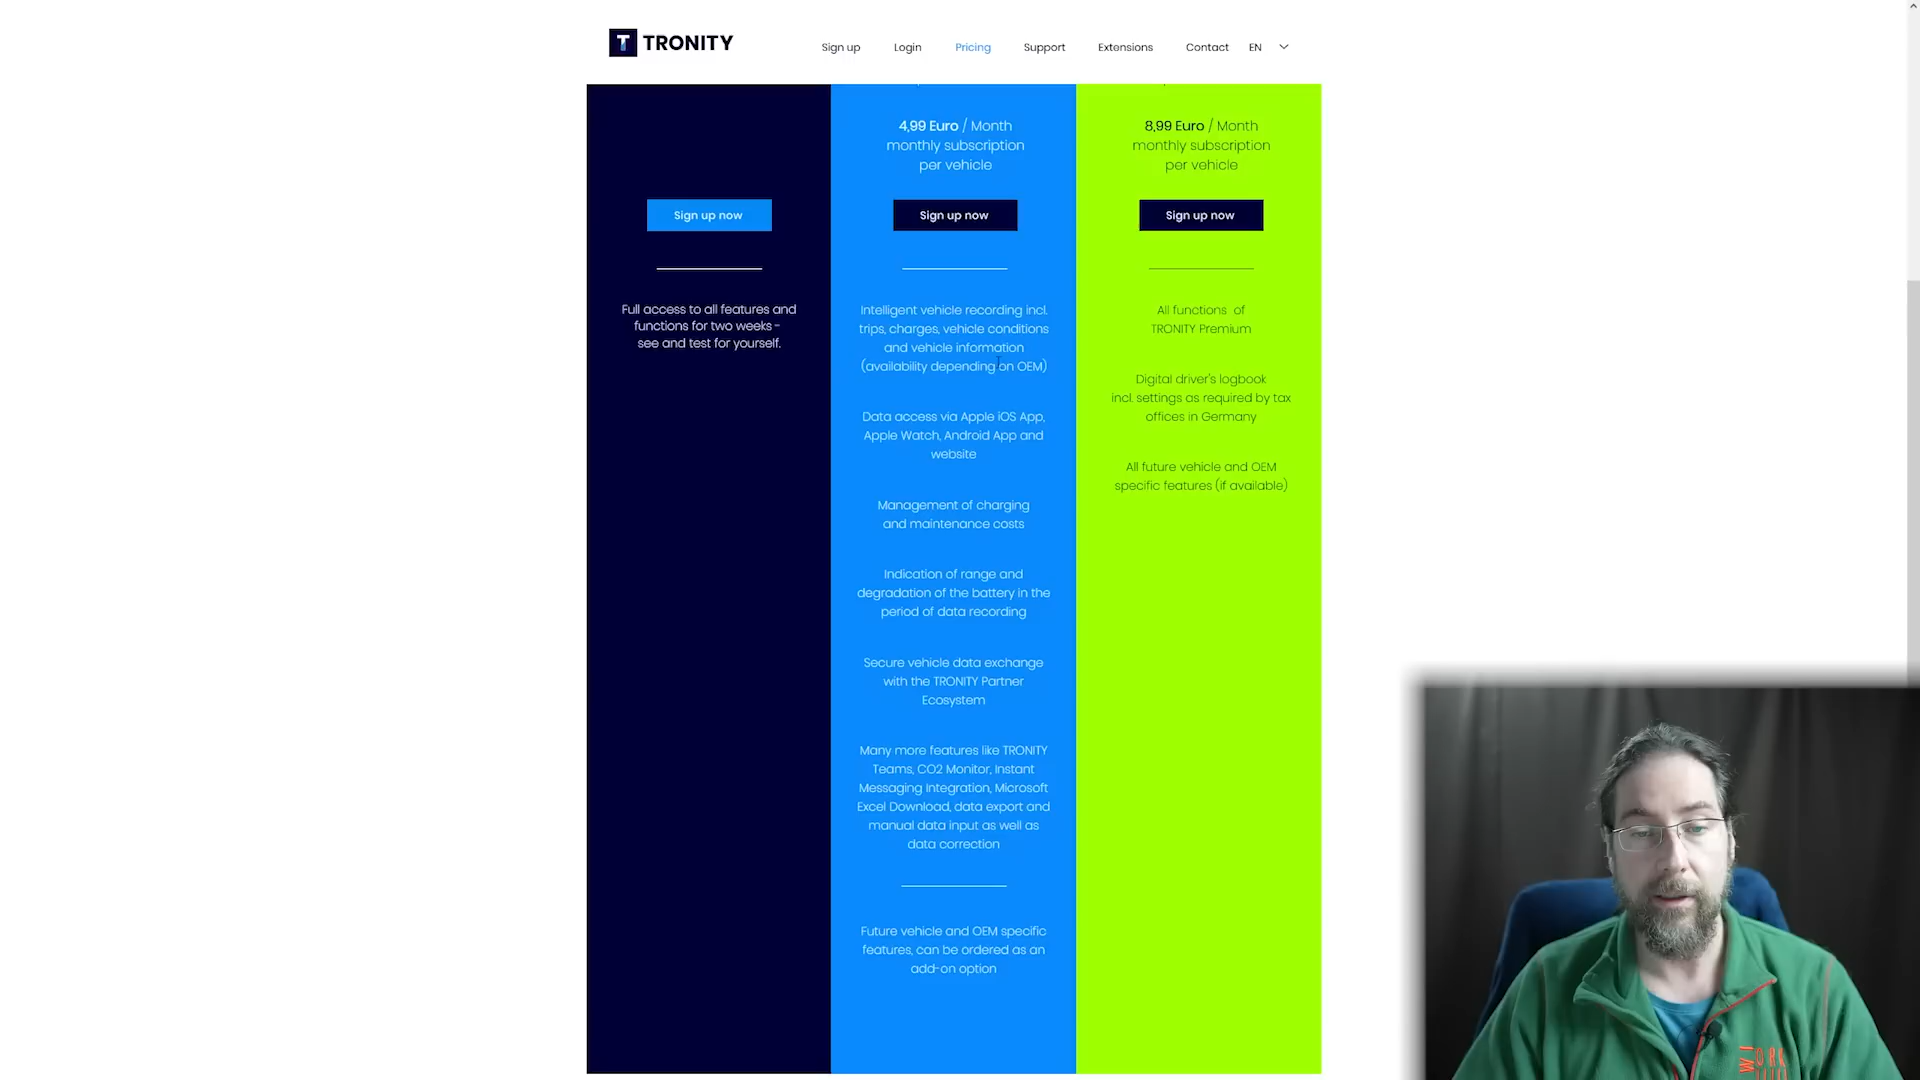 TRONITY
Sign up
Login
Pricing
Support
Extensions
Contact
EN
Sign up now
Full access to all features and
functions for two weeks -
see and test for yourself.
4,99 Euro / Month
monthly subscription
per vehicle
Sign up now
Intelligent vehicle recording incl.
trips, charges, vehicle conditions
and vehicle information
(availability depending on OEM)
Data access via Apple iOS App,
Apple Watch, Android App and
website
Management of charging
and maintenance costs
Indication of range and
degradation of the battery in the
period of data recording
Secure vehicle data exchange
with the TRONITY Partner
Ecosystem
Many more features like TRONITY
Teams, CO2 Monitor, Instant
Messaging Integration, Microsoft
Excel Download, data export and
manual data input as well as
data correction
Future vehicle and OEM specific
features, can be ordered as an
add-on option
8,99 Euro / Month
monthly subscription
per vehicle
Sign up now
All functions of
TRONITY Premium
Digital driver's logbook
incl. settings as required by tax
offices in Germany
All future vehicle and OEM
specific features (if available)